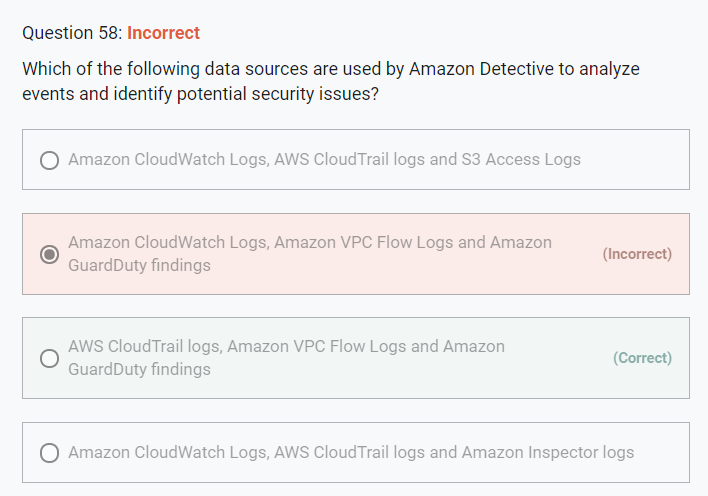 Question 58: Incorrect
Which of the following data sources are used by Amazon Detective to analyze
events and identify potential security issues?
Amazon CloudWatch Logs, AWS CloudTrail logs and S3 Access Logs
Amazon CloudWatch Logs, Amazon VPC Flow Logs and Amazon
GuardDuty findings
(Incorrect)
AWS CloudTrail logs, Amazon VPC Flow Logs and Amazon
GuardDuty findings
(Correct)
Amazon CloudWatch Logs, AWS CloudTrail logs and Amazon Inspector logs